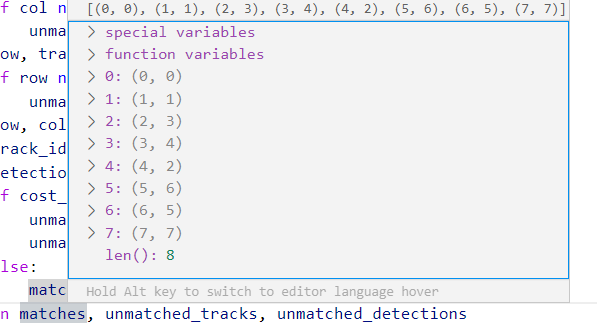 f col n
[(0, 0), (1, 1), (2, 3), (3, 4), (4, 2), (5, 6), (6, 5), (7, 7)]
unma
> special variables
ow, tra
> function variables
f row n
> 0: (0, 0)
unma
> 1: (1, 1)
ow, col
> 2: (2, 3)
rack_id
> 3: (3, 4)
etectio
> 4: (4, 2)
f cost_
> 5: (5, 6)
unma
> 6: (6, 5)
unma
> 7: (7, 7)
lse:
len(): 8
matc
Hold Alt key to switch to editor language hover
n matches, unmatched_tracks, unmatched_detections